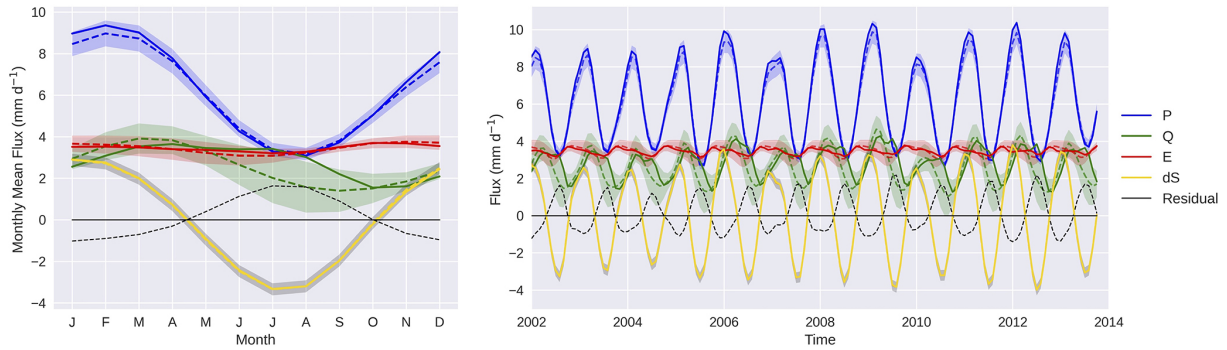 Monthly Mean Flux (mm d⁻¹)
10
8
6
4
2
0
−2
−4
J F M A M J J A S O N D
Month
Flux (mm d⁻¹)
10
8
6
4
2
0
−2
−4
2002 2004 2006 2008 2010 2012 2014
Time
P
Q
E
dS
Residual